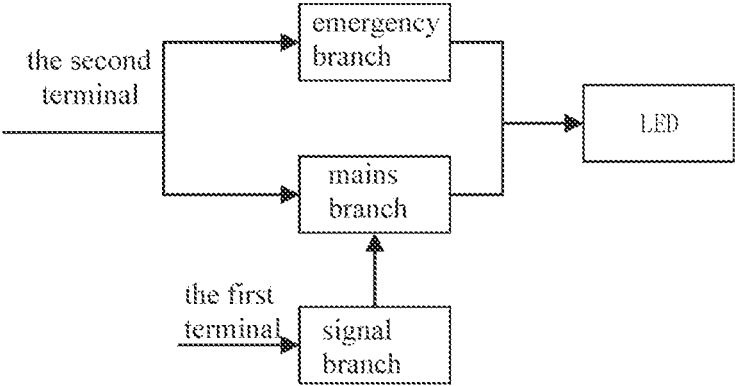 emergency
branch
the second
terminal
LED
mains
branch
the first
terminal
signal
branch